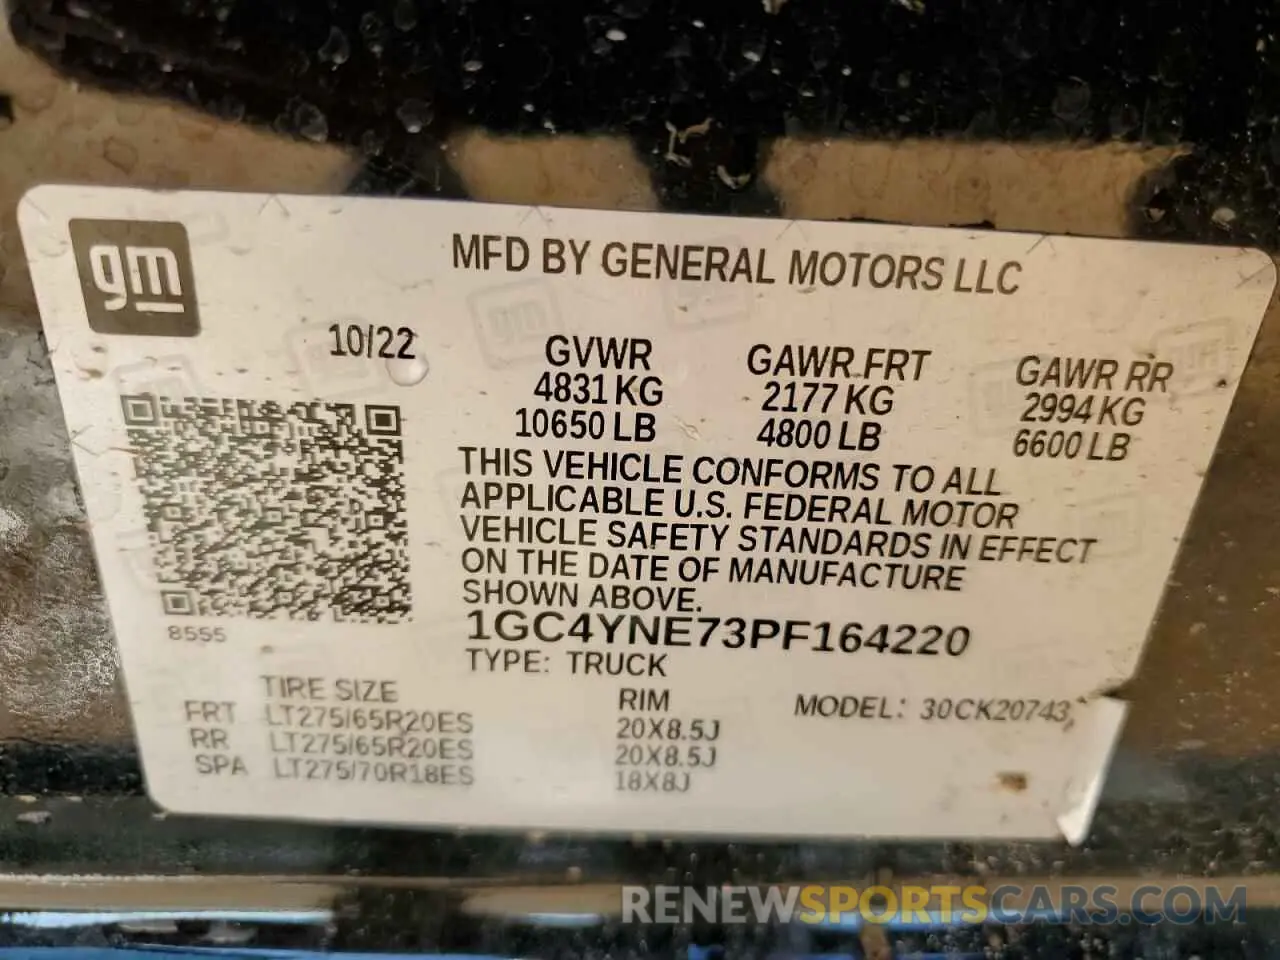 gm
MFD BY GENERAL MOTORS LLC
10/22
GVWR GAWR FRT GAWR RR
4831 KG 2177 KG 2994 KG
10650 LB 4800 LB 6600 LB
THIS VEHICLE CONFORMS TO ALL
APPLICABLE U.S. FEDERAL MOTOR
VEHICLE SAFETY STANDARDS IN EFFECT
ON THE DATE OF MANUFACTURE
SHOWN ABOVE.
8555
1GC4YNE73PF164220
TYPE: TRUCK
TIRE SIZE RIM MODEL: 30CK20743
FRT LT275/65R20ES 20X8.5J
RR LT275/65R20ES 20X8.5J
SPA LT275/70R18ES 18X8J
RENEWSPORTSCARS.COM